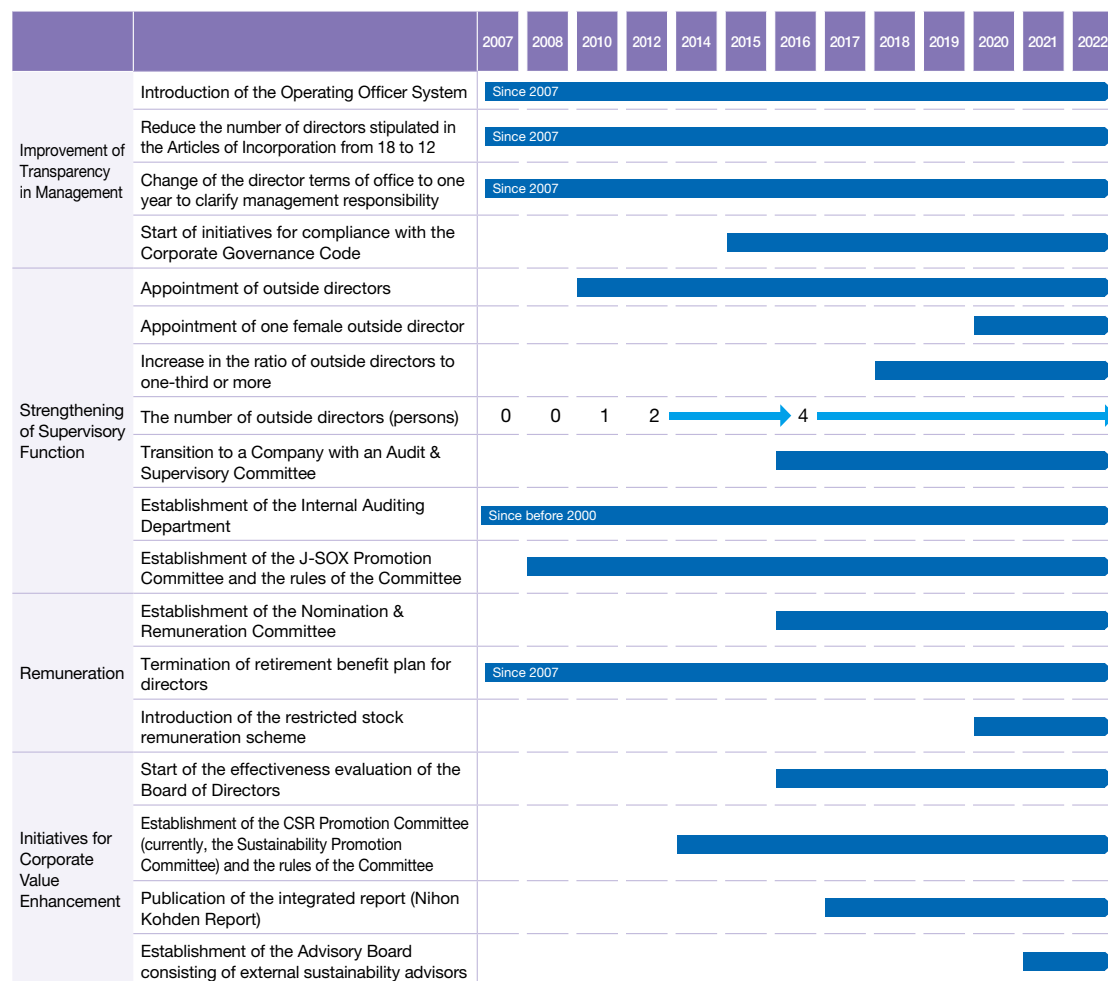 2007 2008 2010 2012 2014 2015 2016 2017 2018 2019 2020 2021 2022
Improvement of
Transparency
in Management
Introduction of the Operating Officer System
Since 2007
Reduce the number of directors stipulated in
the Articles of Incorporation from 18 to 12
Since 2007
Change of the director terms of office to one
year to clarify management responsibility
Since 2007
Start of initiatives for compliance with the
Corporate Governance Code
Strengthening
of Supervisory
Function
Appointment of outside directors
Appointment of one female outside director
Increase in the ratio of outside directors to
one-third or more
The number of outside directors (persons)
0 0 1 2 4
Transition to a Company with an Audit &
Supervisory Committee
Establishment of the Internal Auditing
Department
Since before 2000
Establishment of the J-SOX Promotion
Committee and the rules of the Committee
Remuneration
Establishment of the Nomination &
Remuneration Committee
Termination of retirement benefit plan for
directors
Since 2007
Introduction of the restricted stock
remuneration scheme
Initiatives for
Corporate
Value
Enhancement
Start of the effectiveness evaluation of the
Board of Directors
Establishment of the CSR Promotion Committee
(currently, the Sustainability Promotion
Committee) and the rules of the Committee
Publication of the integrated report (Nihon
Kohden Report)
Establishment of the Advisory Board
consisting of external sustainability advisors